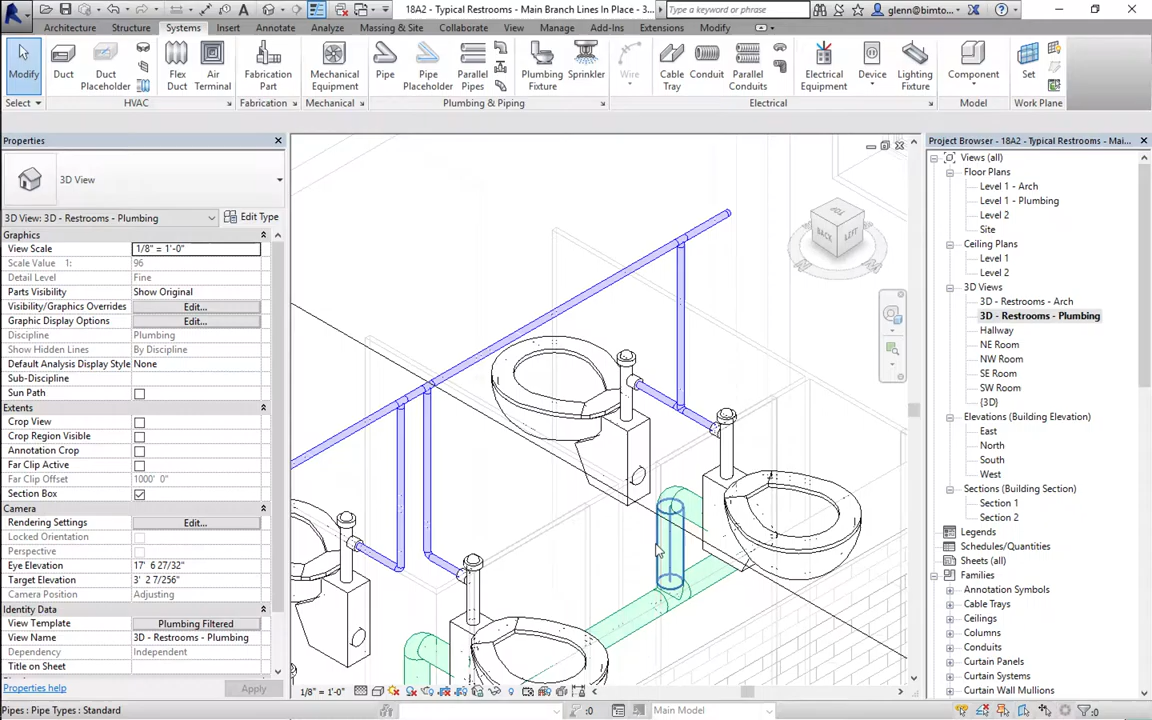 18A2 - Typical Restrooms - Main Branch Lines In Place - 3...
Type a keyword or phrase
glenn@bimto...
Architecture Structure Systems Insert Annotate Analyze Massing & Site Collaborate View Manage Add-Ins Extensions Modify
Modify
Duct
Duct Placeholder
Flex Duct
Air Terminal
Fabrication Part
Mechanical Equipment
Pipe
Pipe Placeholder
Parallel Pipes
Plumbing Fixture
Sprinkler
Wire
Cable Tray
Conduit
Parallel Conduits
Electrical Equipment
Device
Lighting Fixture
Component
Set
Select HVAC Fabrication Mechanical Plumbing & Piping Electrical Model Work Plane
Properties
3D View
3D View: 3D - Restrooms - Plumbing Edit Type
Graphics
View Scale 1/8" = 1'-0"
Scale Value 1: 96
Detail Level Fine
Parts Visibility Show Original
Visibility/Graphics Overrides Edit...
Graphic Display Options Edit...
Discipline Plumbing
Show Hidden Lines By Discipline
Default Analysis Display Style None
Sub-Discipline
Sun Path
Extents
Crop View
Crop Region Visible
Annotation Crop
Far Clip Active
Far Clip Offset 1000' 0"
Section Box
Camera
Rendering Settings Edit...
Locked Orientation
Perspective
Eye Elevation 17' 6 27/32"
Target Elevation 3' 2 7/256"
Camera Position Adjusting
Identity Data
View Template Plumbing Filtered
View Name 3D - Restrooms - Plumbing
Dependency Independent
Title on Sheet
Properties help Apply
BACK LEFT
1/8" = 1'-0"
Project Browser - 18A2 - Typical Restrooms - Mai...
Views (all)
Floor Plans
Level 1 - Arch
Level 1 - Plumbing
Level 2
Site
Ceiling Plans
Level 1
Level 2
3D Views
3D - Restrooms - Arch
3D - Restrooms - Plumbing
Hallway
NE Room
NW Room
SE Room
SW Room
{3D}
Elevations (Building Elevation)
East
North
South
West
Sections (Building Section)
Section 1
Section 2
Legends
Schedules/Quantities
Sheets (all)
Families
Annotation Symbols
Cable Trays
Ceilings
Columns
Conduits
Curtain Panels
Curtain Systems
Curtain Wall Mullions
Pipes : Pipe Types : Standard
:0
Main Model
:0